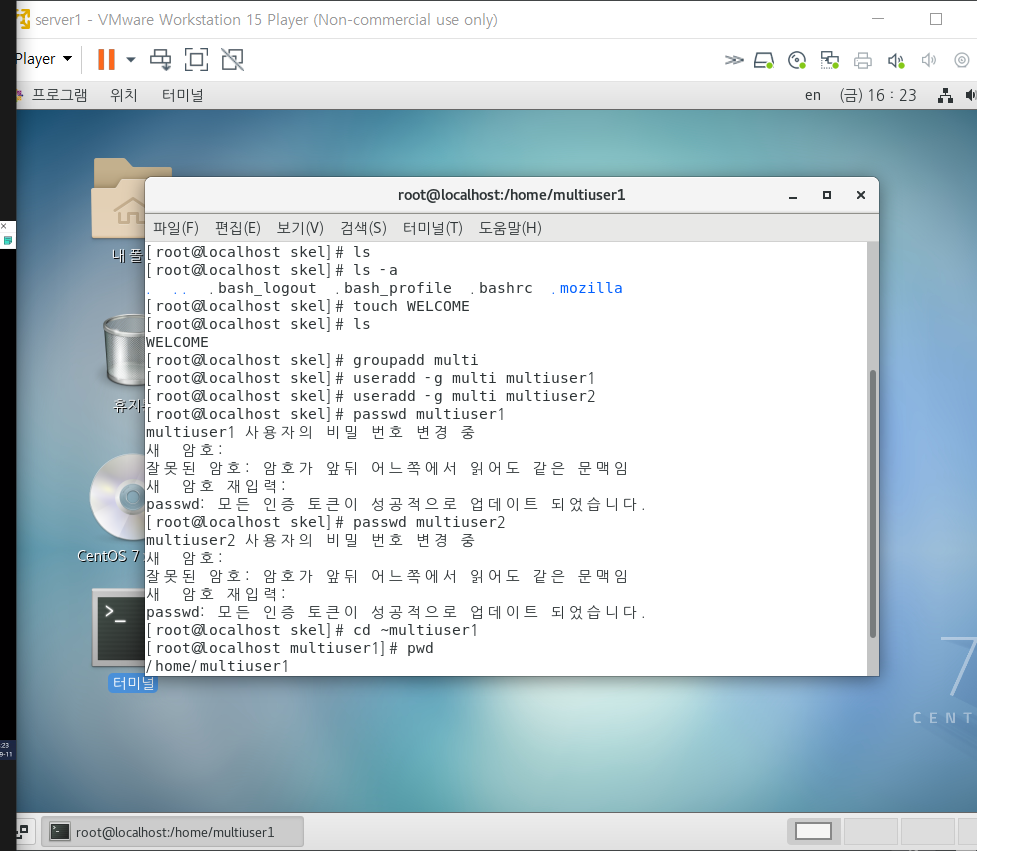 server1 - VMware Workstation 15 Player (Non-commercial use only)
Player
프로그램 위치 터미널 en (금) 16 : 23
root@localhost:/home/multiuser1
파일(F) 편집(E) 보기(V) 검색(S) 터미널(T) 도움말(H)
[root@localhost skel]# ls
[root@localhost skel]# ls -a
. .. .bash_logout .bash_profile .bashrc .mozilla
[root@localhost skel]# touch WELCOME
[root@localhost skel]# ls
WELCOME
[root@localhost skel]# groupadd multi
[root@localhost skel]# useradd -g multi multiuser1
[root@localhost skel]# useradd -g multi multiuser2
[root@localhost skel]# passwd multiuser1
multiuser1 사용자의 비밀 번호 변경 중
새 암호:
잘못된 암호: 암호가 앞뒤 어느쪽에서 읽어도 같은 문맥임
새 암호 재입력:
passwd: 모든 인증 토큰이 성공적으로 업데이트 되었습니다.
[root@localhost skel]# passwd multiuser2
multiuser2 사용자의 비밀 번호 변경 중
새 암호:
잘못된 암호: 암호가 앞뒤 어느쪽에서 읽어도 같은 문맥임
새 암호 재입력:
passwd: 모든 인증 토큰이 성공적으로 업데이트 되었습니다.
[root@localhost skel]# cd ~multiuser1
[root@localhost multiuser1]# pwd
/home/multiuser1
내
CentOS 7
터미널
7
CENT
:23
9-11
root@localhost:/home/multiuser1